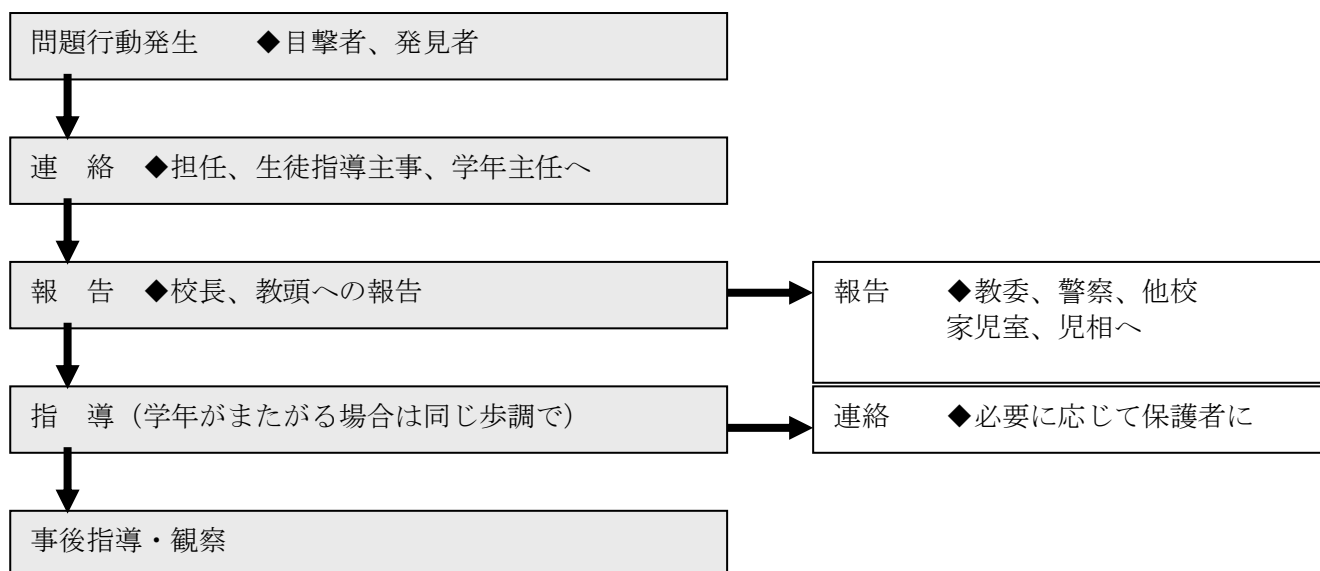 問題行動発生　　◆目撃者、発見者
連　絡　◆担任、生徒指導主事、学年主任へ
報　告　◆校長、教頭への報告
報告　　◆教委、警察、他校
家児室、児相へ
指　導（学年がまたがる場合は同じ歩調で）
連絡　　◆必要に応じて保護者に
事後指導・観察